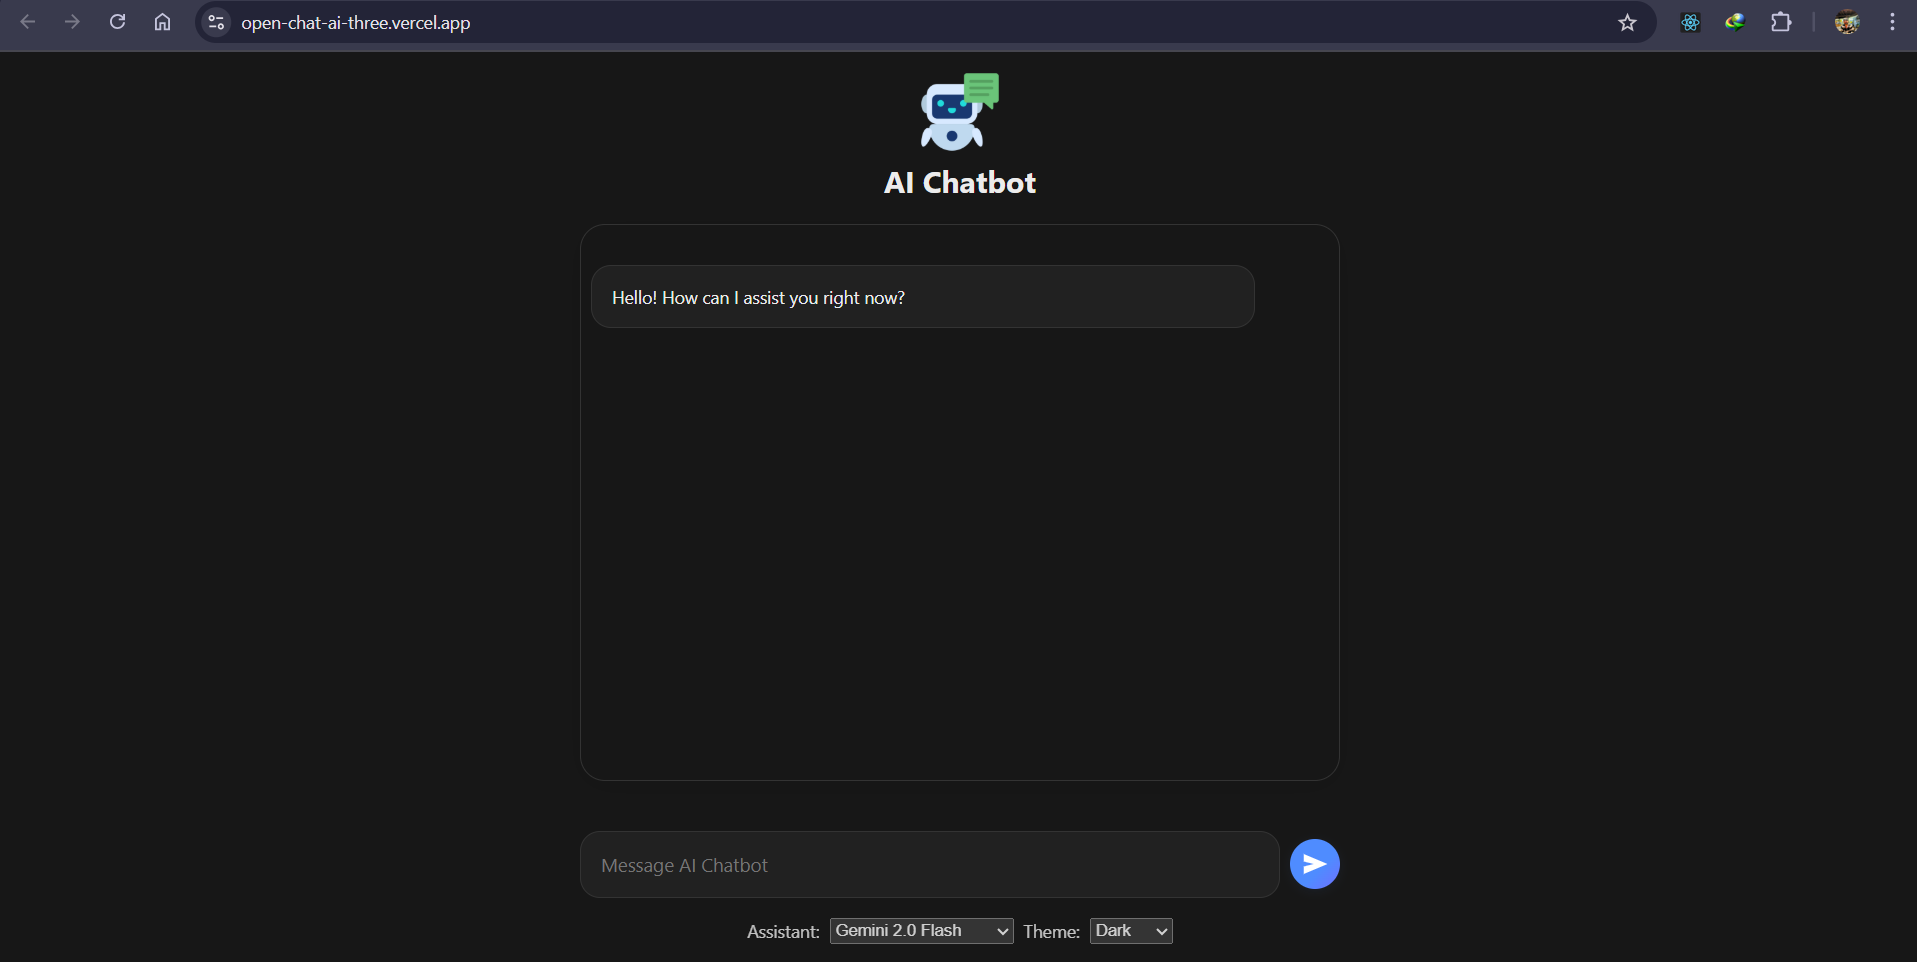 open-chat-ai-three.vercel.app
AI Chatbot
Hello! How can I assist you right now?
Message AI Chatbot
Assistant: Gemini 2.0 Flash Theme: Dark